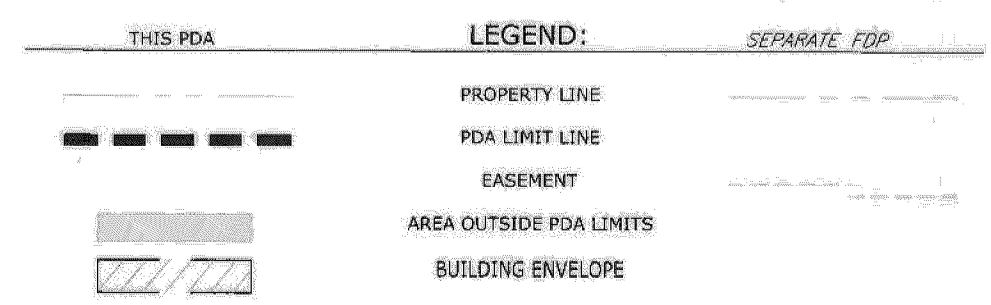 THIS PDA LEGEND: SEPARATE FDP
PROPERTY LINE
PDA LIMIT LINE
EASEMENT
AREA OUTSIDE PDA LIMITS
BUILDING ENVELOPE